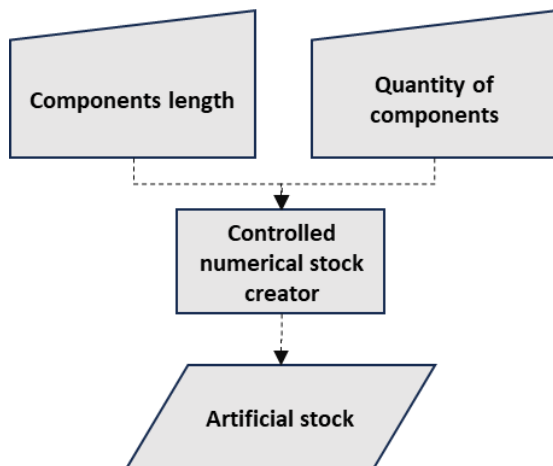 Components length
Quantity of
components
Controlled
numerical stock
creator
Artificial stock